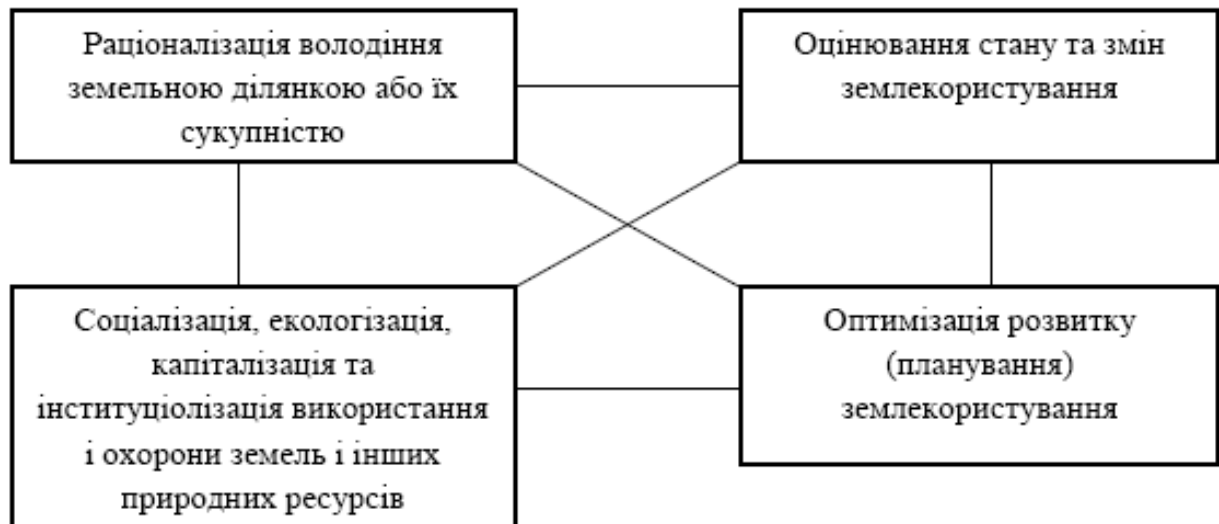 Раціоналізація володіння
земельною ділянкою або їх
сукупністю
Оцінювання стану та змін
землекористування
Соціалізація, екологізація,
капіталізація та
інституціолізація використання
і охорони земель і інших
природних ресурсів
Оптимізація розвитку
(планування)
землекористування